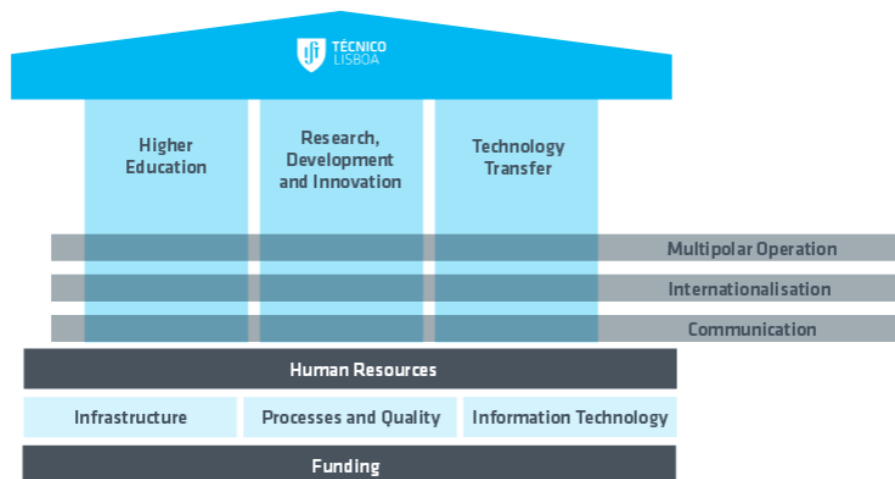 TÉCNICO
LISBOA
Higher
Education
Research,
Development
and Innovation
Technology
Transfer
Multipolar Operation
Internationalisation
Communication
Human Resources
Infrastructure
Processes and Quality
Information Technology
Funding